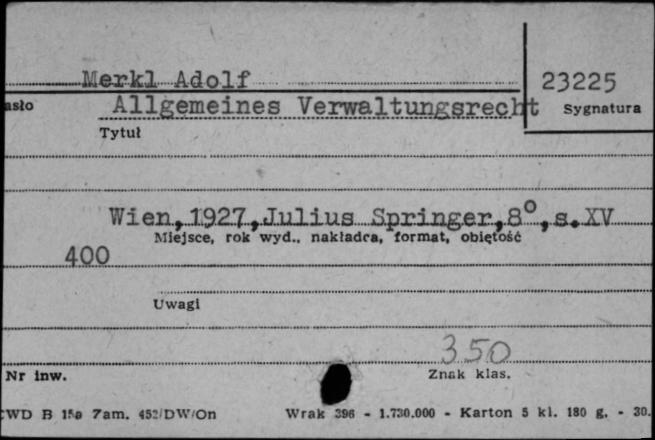 Merkl Adolf
23225
asło
Allgemeines Verwaltungsrecht
Sygnatura
Tytuł
Wien,1927,Julius Springer,8°,s.XV
Miejsce, rok wyd., nakładca, format, objętość
400
Uwagi
350
Nr inw.
Znak klas.
CWD B 15a Zam. 452/DW/On Wrak 396 - 1.730.000 - Karton 5 kl. 180 g. - 30.